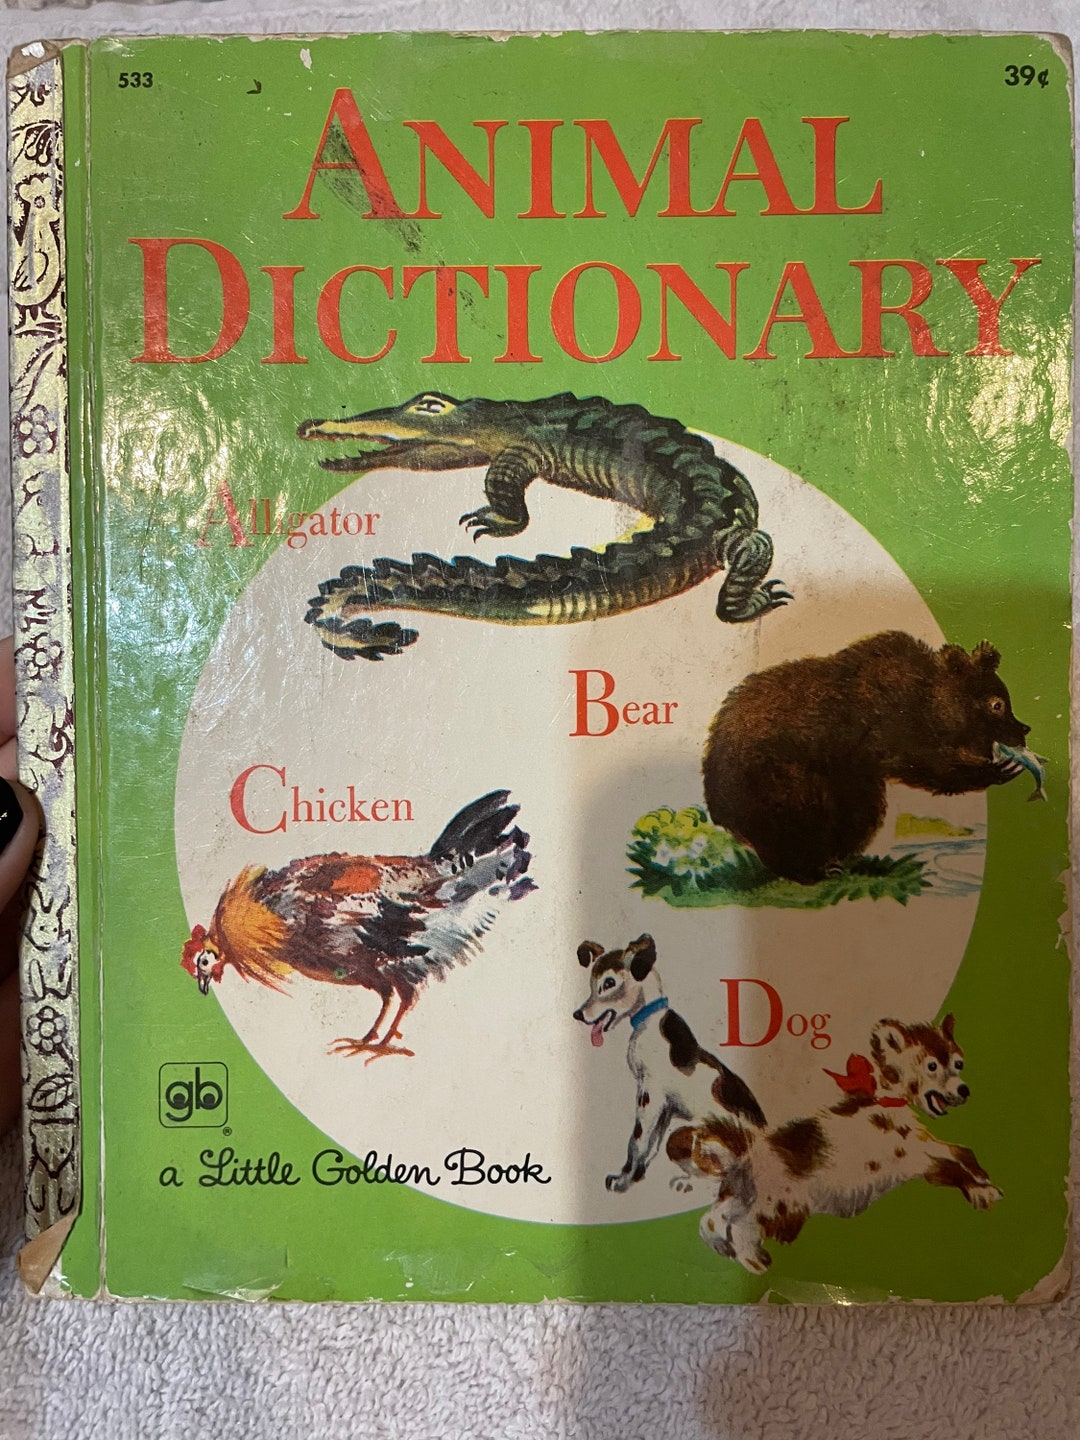 533
39¢
ANIMAL
DICTIONARY
Alligator
Bear
Chicken
Dog
gb
®
a Little Golden Book